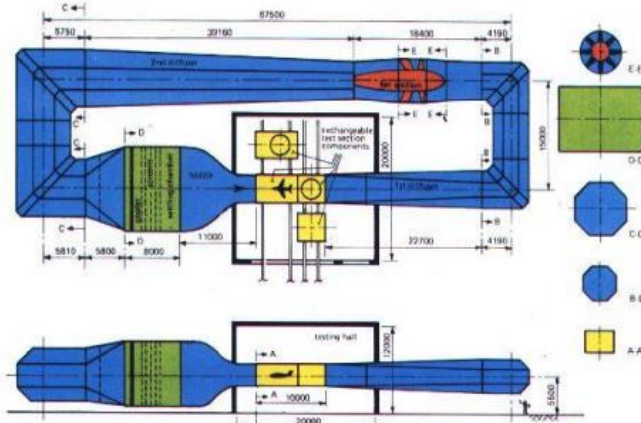 C
67500
5750
39160
18400
4190
2nd diffuser
E
E
B
fan section
E
E
E-E
C
C
D
exchangeable
test section
components
20000
15000
D-D
settling chamber
nozzle
1st diffuser
B
C
D
11000
22700
4190
C-C
5810
5800
8000
B-B
testing hall
12000
A
A-A
A
10000
5600
20000